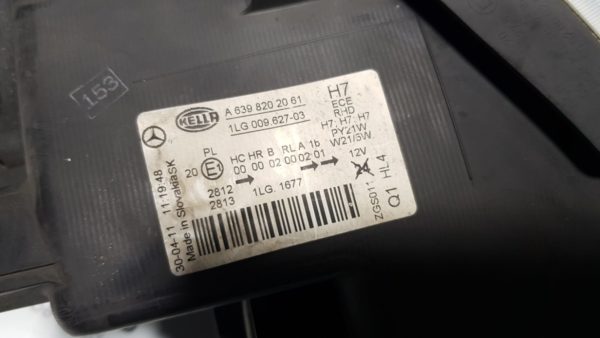 153
HELLA
A 639 820 20 61
1LG 009.627-03
H7
ECE
RHD
H7, H7, H7
PY21W
W21/5W
12V
PL
HC HR B RL A 1b
20 E1 00 00 02 00 02 01
2812
2813
1LG. 1677
30-04-11 11:19:48
Made in Slovakia SK
ZGS011
Q1 HL4